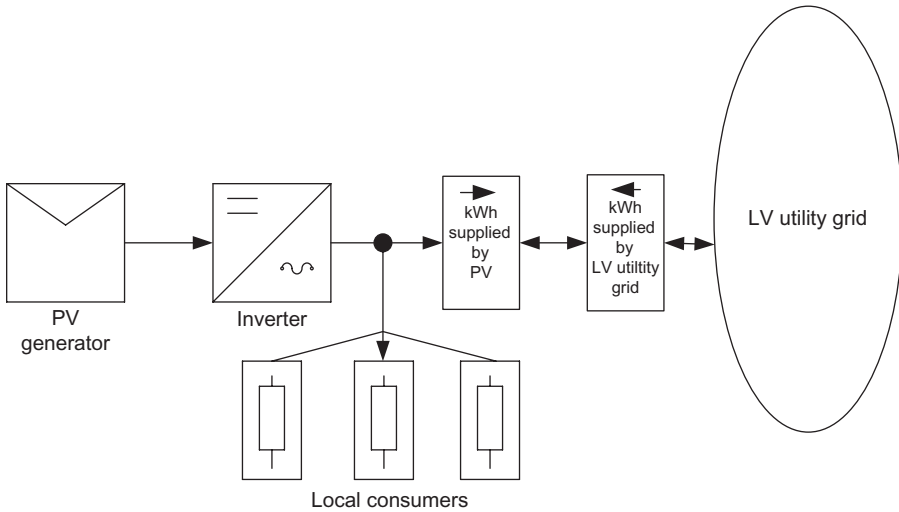 PV
generator
Inverter
kWh
supplied
by
PV
kWh
supplied
by
LV utiltity
grid
LV utility grid
Local consumers